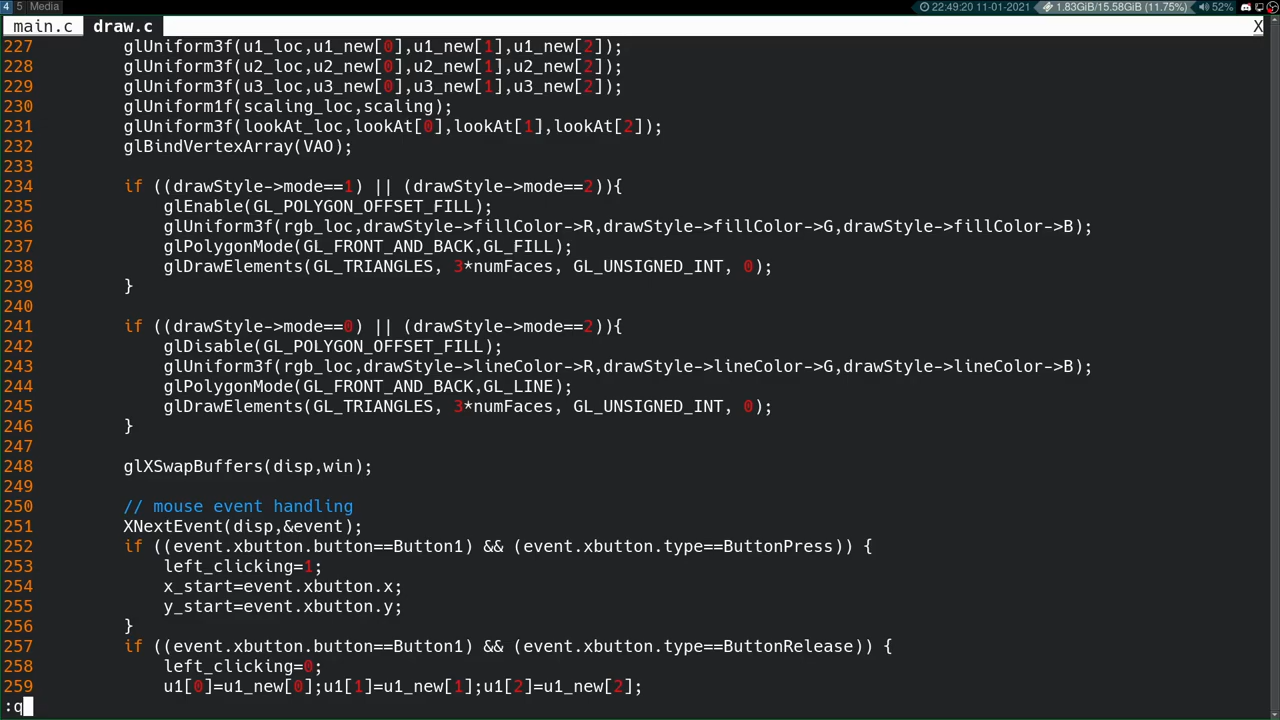 4 5 Media 22:49:20 11-01-2021 1.83GiB/15.58GiB (11.75%) 52%
main.c draw.c X
227 glUniform3f(u1_loc,u1_new[0],u1_new[1],u1_new[2]);
228 glUniform3f(u2_loc,u2_new[0],u2_new[1],u2_new[2]);
229 glUniform3f(u3_loc,u3_new[0],u3_new[1],u3_new[2]);
230 glUniform1f(scaling_loc,scaling);
231 glUniform3f(lookAt_loc,lookAt[0],lookAt[1],lookAt[2]);
232 glBindVertexArray(VAO);
233
234 if ((drawStyle->mode==1) || (drawStyle->mode==2)){
235 glEnable(GL_POLYGON_OFFSET_FILL);
236 glUniform3f(rgb_loc,drawStyle->fillColor->R,drawStyle->fillColor->G,drawStyle->fillColor->B);
237 glPolygonMode(GL_FRONT_AND_BACK,GL_FILL);
238 glDrawElements(GL_TRIANGLES, 3*numFaces, GL_UNSIGNED_INT, 0);
239 }
240
241 if ((drawStyle->mode==0) || (drawStyle->mode==2)){
242 glDisable(GL_POLYGON_OFFSET_FILL);
243 glUniform3f(rgb_loc,drawStyle->lineColor->R,drawStyle->lineColor->G,drawStyle->lineColor->B);
244 glPolygonMode(GL_FRONT_AND_BACK,GL_LINE);
245 glDrawElements(GL_TRIANGLES, 3*numFaces, GL_UNSIGNED_INT, 0);
246 }
247
248 glXSwapBuffers(disp,win);
249
250 // mouse event handling
251 XNextEvent(disp,&event);
252 if ((event.xbutton.button==Button1) && (event.xbutton.type==ButtonPress)) {
253 left_clicking=1;
254 x_start=event.xbutton.x;
255 y_start=event.xbutton.y;
256 }
257 if ((event.xbutton.button==Button1) && (event.xbutton.type==ButtonRelease)) {
258 left_clicking=0;
259 u1[0]=u1_new[0];u1[1]=u1_new[1];u1[2]=u1_new[2];
:q